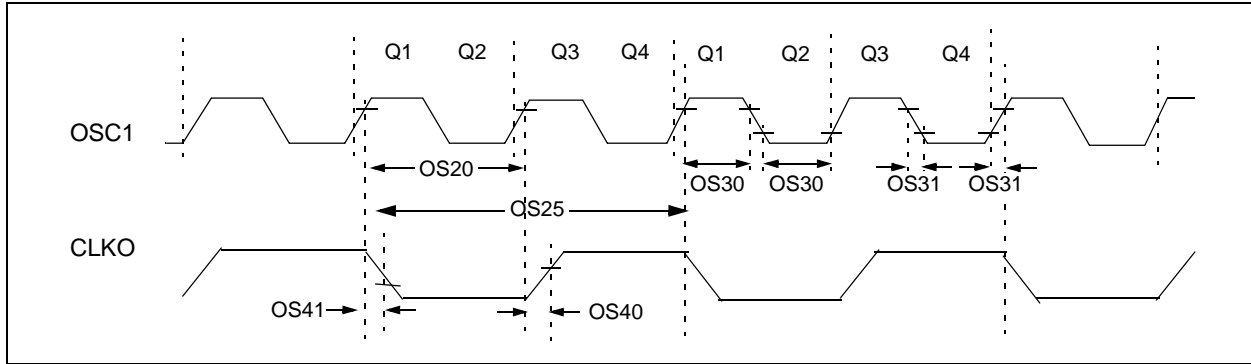 Q1 Q2 Q3 Q4 Q1 Q2 Q3 Q4
OSC1
OS20 OS30 OS30 OS31 OS31
OS25
CLKO
OS41 OS40